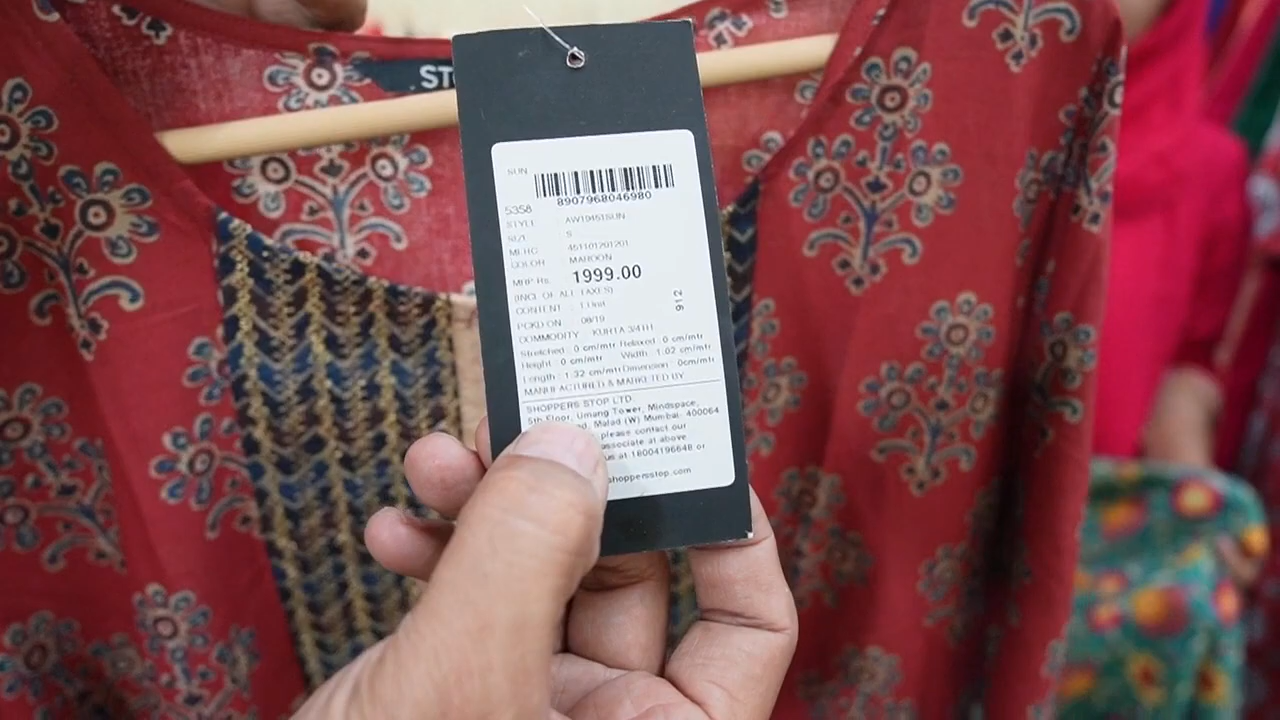 ST
SUN
8907968046980
5358
STYLE : AW19451SUN
SIZE : S
MERC : 451101201201
COLOR : MAROON
MRP Rs. 1999.00
(INCL OF ALL TAXES)
CONTENT : 1 Unit
912
PCKD ON : 08/19
COMMODITY : KURTA 3/4TH
Stretched : 0 cm/mtr Relaxed : 0 cm/mtr
Height : 0 cm/mtr Width : 1.02 cm/mtr
Length : 1.32 cm/mtr Dimension : 0cm/mtr
MANUFACTURED & MARKETED BY
SHOPPERS STOP LTD.
5th Floor, Umang Tower, Mindspace,
Malad (W) Mumbai- 400064
please contact our
associate at above
us at 18004196648 or
shoppersstop.com